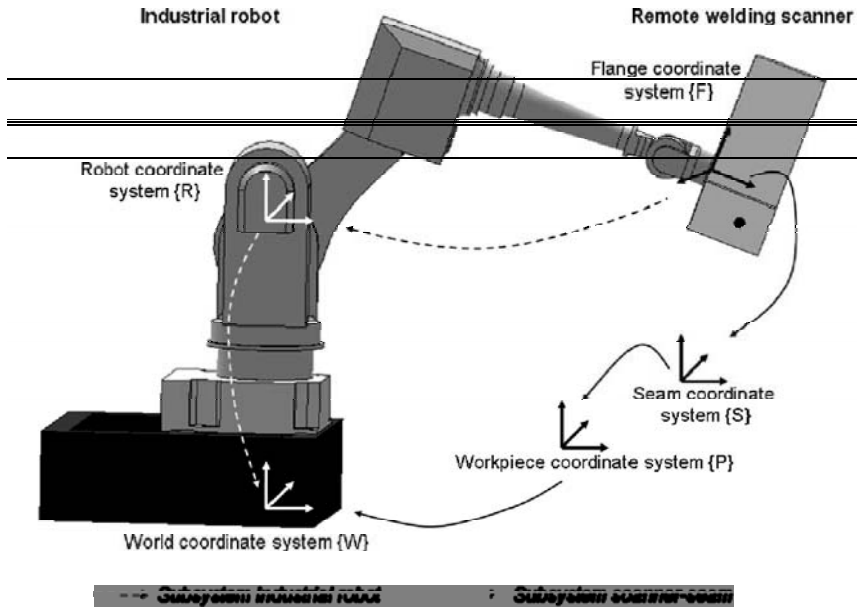 Industrial robot
Remote welding scanner
Flange coordinate
system {F}
Robot coordinate
system {R}
Seam coordinate
system {S}
Workpiece coordinate system {P}
World coordinate system {W}
Subsystem industrial robot
Subsystem scanner-seam